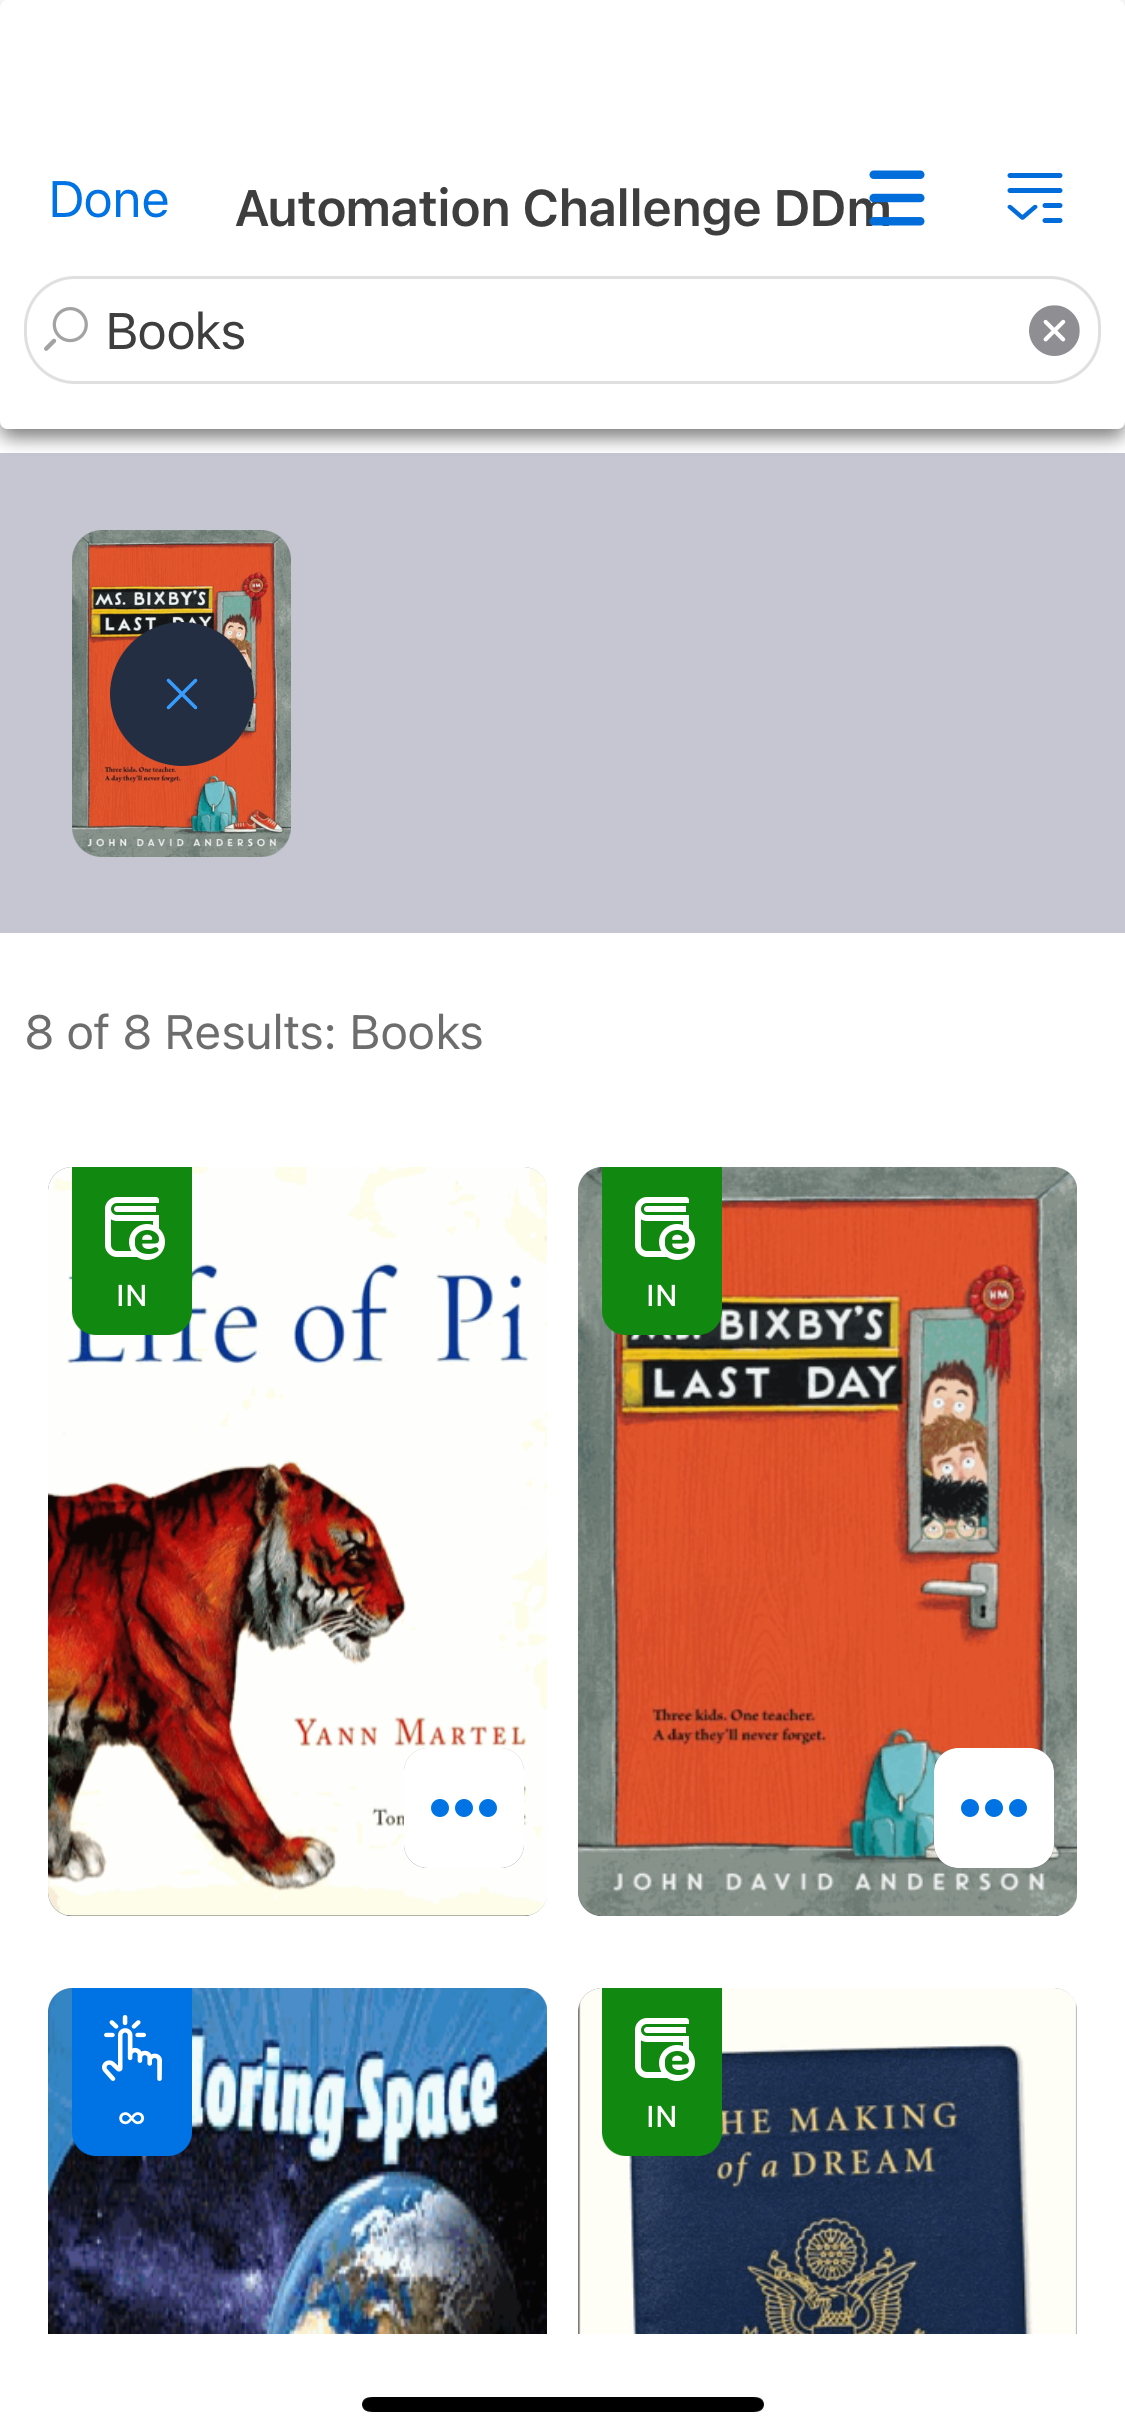 Done
Automation Challenge DDm
Books
MS. BIXBY'S
LAST DAY
Three kids. One teacher.
A day they'll never forget.
JOHN DAVID ANDERSON
8 of 8 Results: Books
IN
Life of Pi
YANN MARTEL
IN
MS. BIXBY'S
LAST DAY
HM
Three kids. One teacher.
A day they'll never forget.
JOHN DAVID ANDERSON
∞
loring Space
IN
HE MAKING
of a DREAM